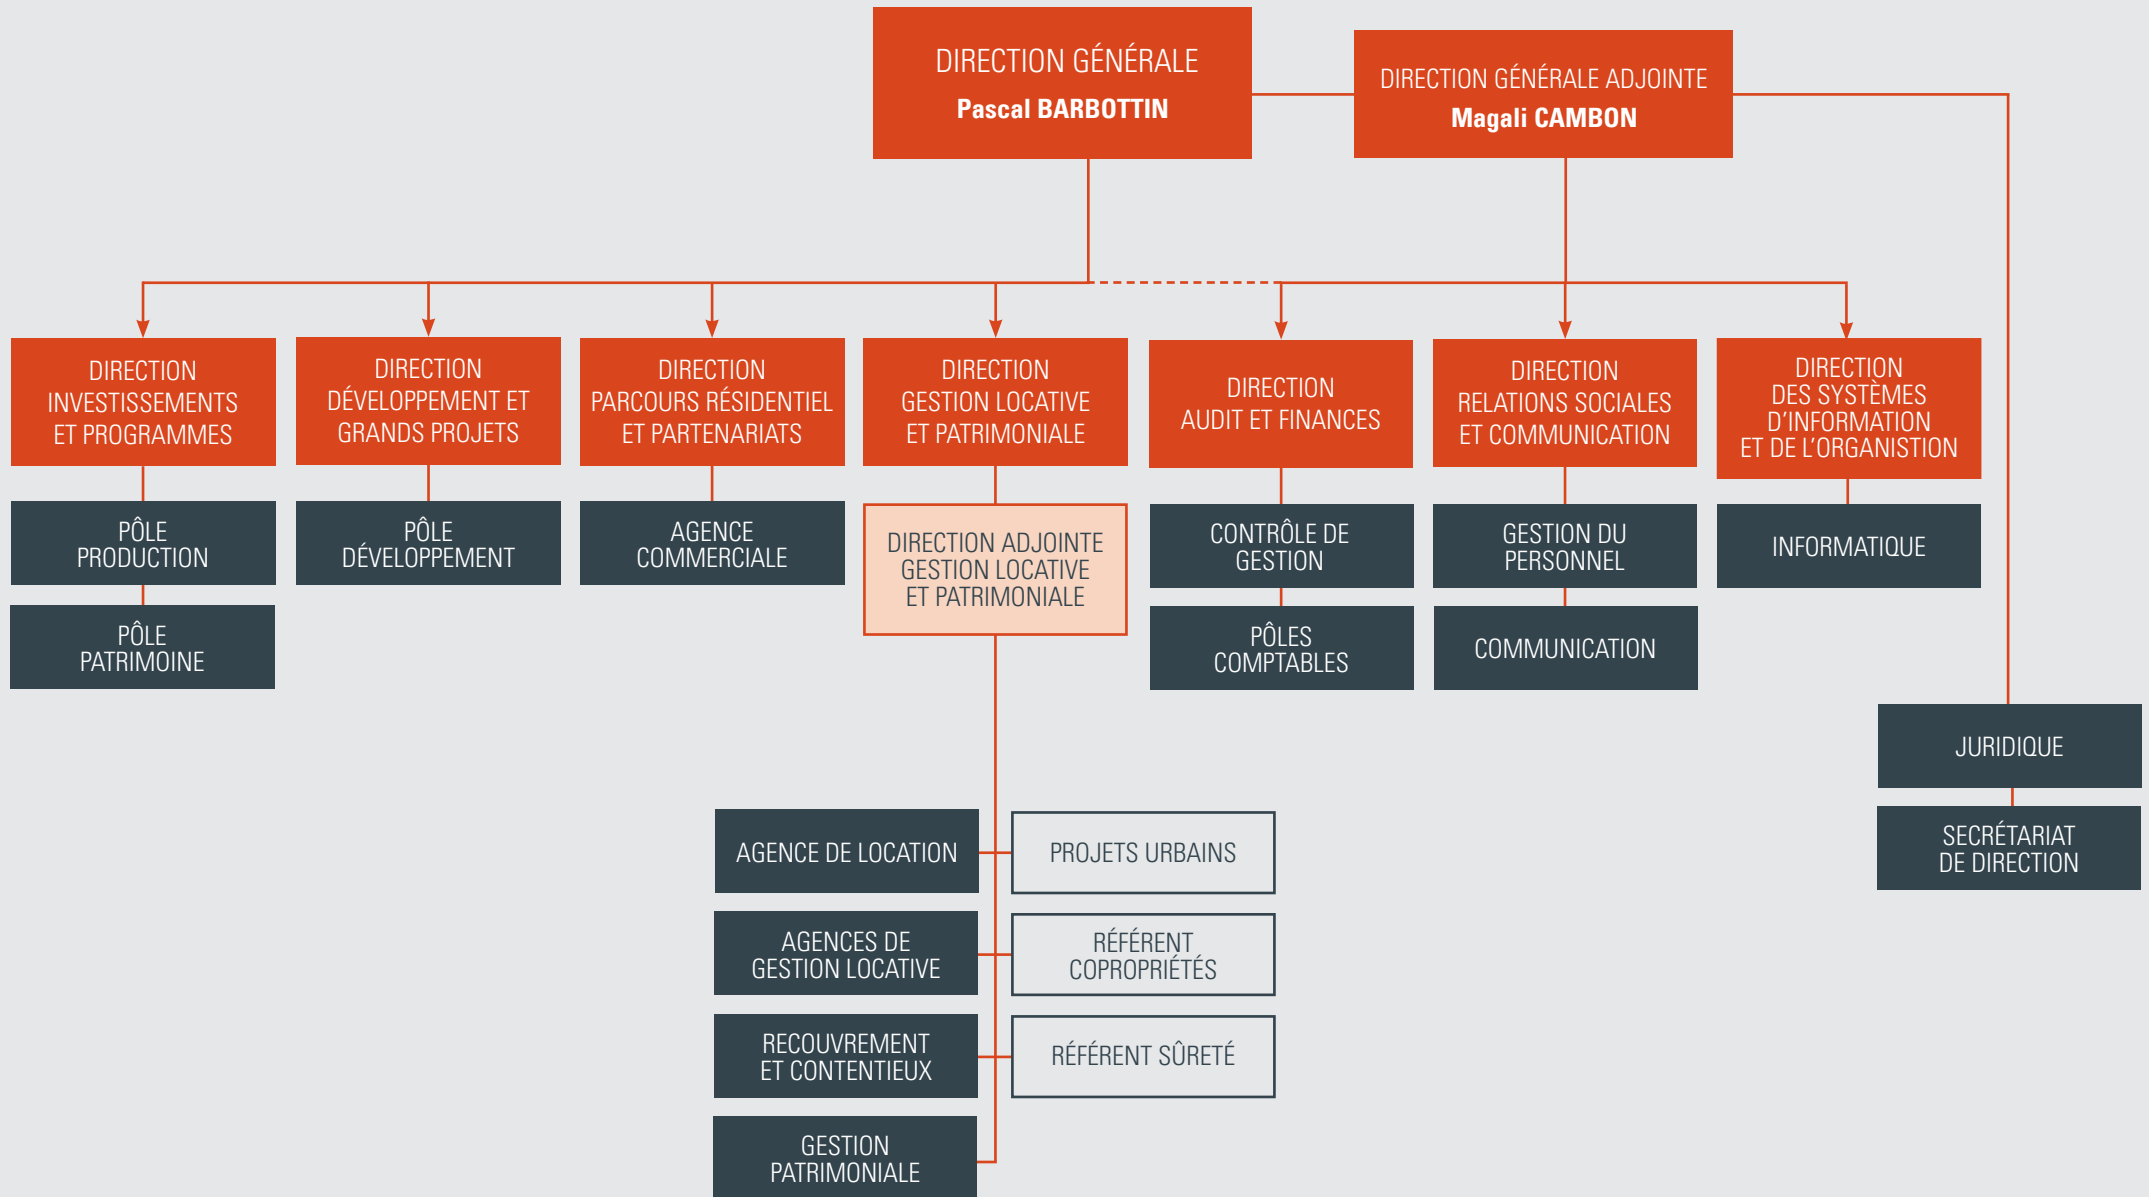 DIRECTION GÉNÉRALE
Pascal BARBOTTIN
DIRECTION GÉNÉRALE ADJOINTE
Magali CAMBON
DIRECTION
INVESTISSEMENTS
ET PROGRAMMES
DIRECTION
DÉVELOPPEMENT ET
GRANDS PROJETS
DIRECTION
PARCOURS RÉSIDENTIEL
ET PARTENARIATS
DIRECTION
GESTION LOCATIVE
ET PATRIMONIALE
DIRECTION
AUDIT ET FINANCES
DIRECTION
RELATIONS SOCIALES
ET COMMUNICATION
DIRECTION
DES SYSTÈMES
D'INFORMATION
ET DE L'ORGANISTION
PÔLE
PRODUCTION
PÔLE
DÉVELOPPEMENT
AGENCE
COMMERCIALE
DIRECTION ADJOINTE
GESTION LOCATIVE
ET PATRIMONIALE
CONTRÔLE DE
GESTION
GESTION DU
PERSONNEL
INFORMATIQUE
PÔLE
PATRIMOINE
PÔLES
COMPTABLES
COMMUNICATION
JURIDIQUE
SECRÉTARIAT
DE DIRECTION
AGENCE DE LOCATION
PROJETS URBAINS
AGENCES DE
GESTION LOCATIVE
RÉFÉRENT
COPROPRIÉTÉS
RECOUVREMENT
ET CONTENTIEUX
RÉFÉRENT SÛRETÉ
GESTION
PATRIMONIALE